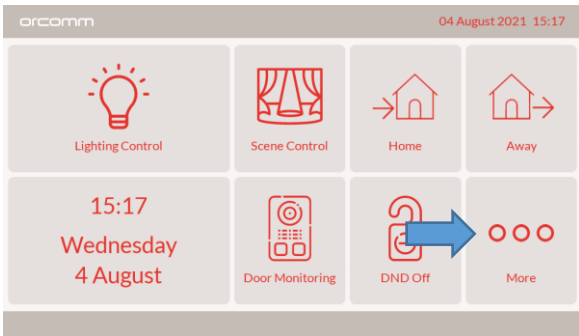 orcomm
04 August 2021 15:17
Lighting Control
Scene Control
Home
Away
15:17
Wednesday
4 August
Door Monitoring
DND Off
More